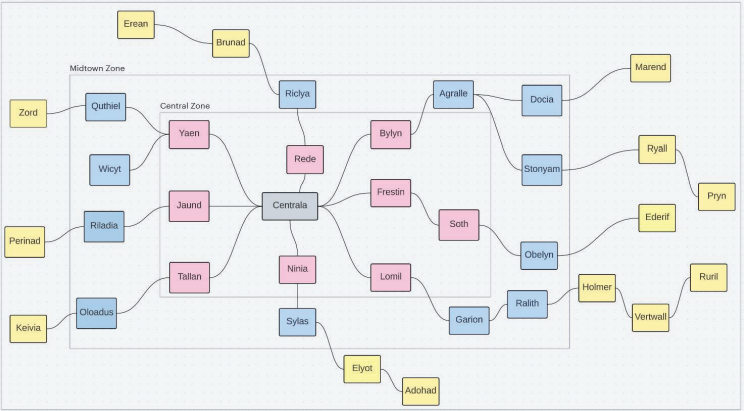 Erean
Brunad
Midtown Zone
Marend
Riclya
Agralle
Docia
Zord
Quthiel
Central Zone
Yaen
Bylyn
Ryall
Rede
Wicyt
Stonyam
Pryn
Jaund
Centrala
Frestin
Riladia
Soth
Ederif
Perinad
Obelyn
Tallan
Ninia
Lomil
Ruril
Holmer
Ralith
Oloadus
Sylas
Garion
Vertwall
Keivia
Elyot
Adohad